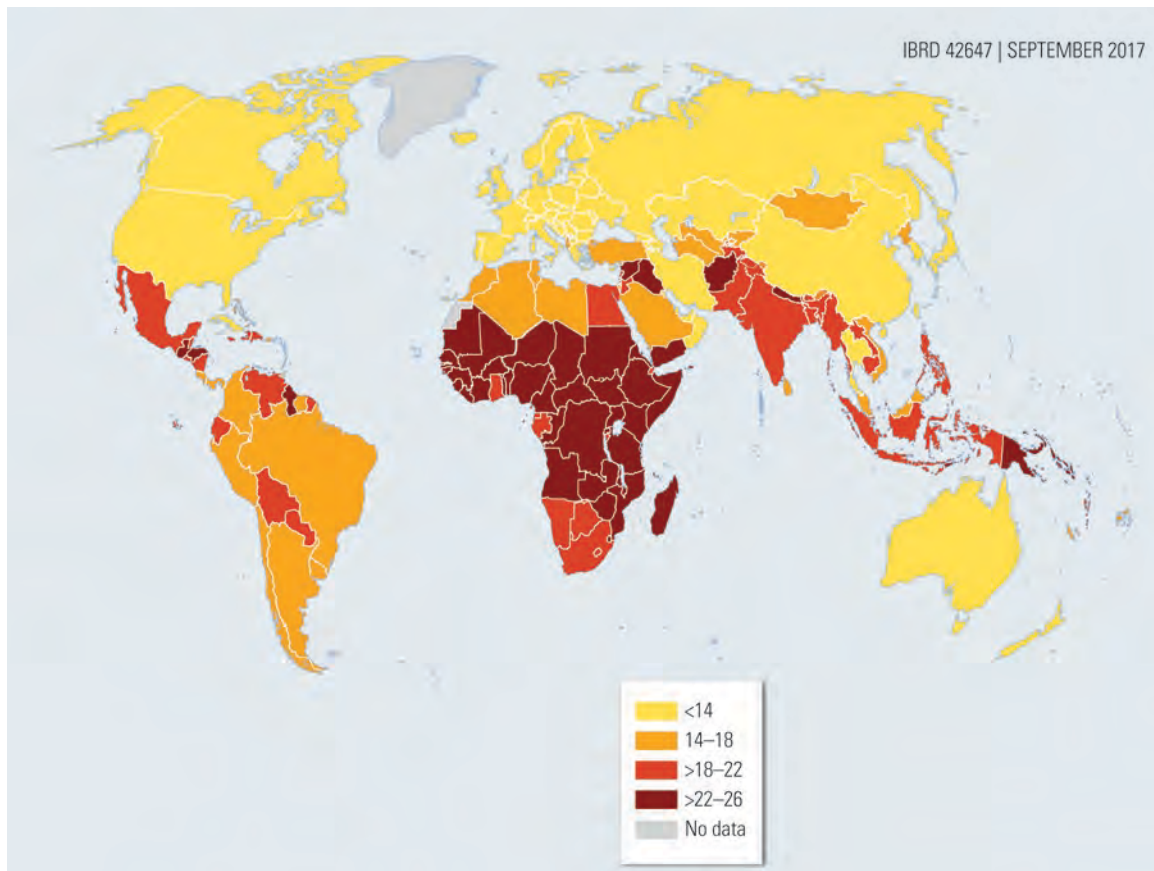 IBRD 42647 | SEPTEMBER 2017
<14
14–18
>18–22
>22–26
No data